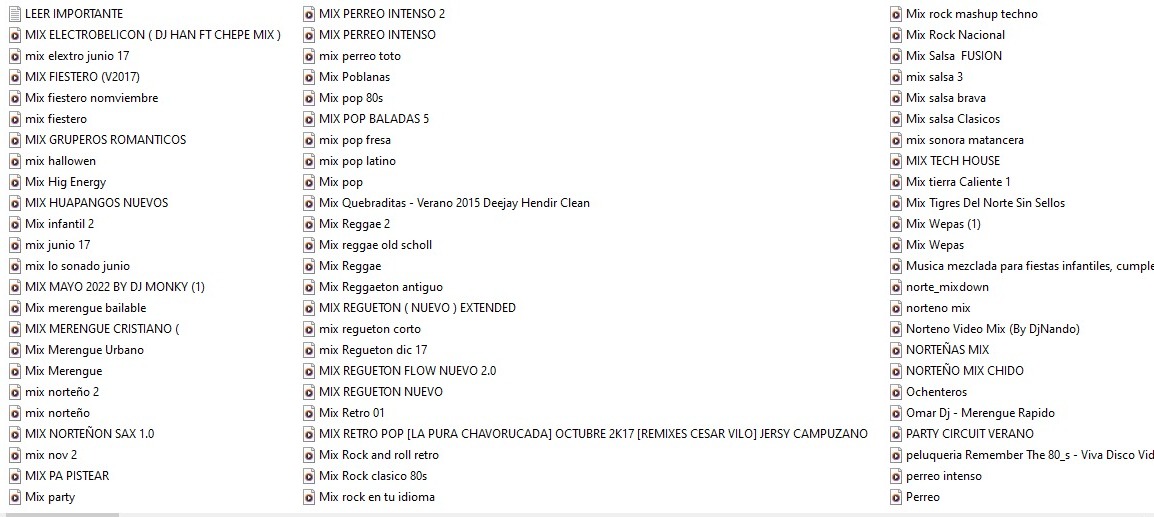 LEER IMPORTANTE
MIX ELECTROBELICON ( DJ HAN FT CHEPE MIX )
mix elextro junio 17
MIX FIESTERO (V2017)
Mix fiestero nomviembre
mix fiestero
MIX GRUPEROS ROMANTICOS
mix hallowen
Mix Hig Energy
MIX HUAPANGOS NUEVOS
Mix infantil 2
mix junio 17
mix lo sonado junio
MIX MAYO 2022 BY DJ MONKY (1)
Mix merengue bailable
MIX MERENGUE CRISTIANO (
Mix Merengue Urbano
Mix Merengue
mix norteño 2
mix norteño
MIX NORTEÑON SAX 1.0
mix nov 2
MIX PA PISTEAR
Mix party
MIX PERREO INTENSO 2
MIX PERREO INTENSO
mix perreo toto
Mix Poblanas
Mix pop 80s
MIX POP BALADAS 5
mix pop fresa
mix pop latino
Mix pop
Mix Quebraditas - Verano 2015 Deejay Hendir Clean
Mix Reggae 2
Mix reggae old scholl
Mix Reggae
Mix Reggaeton antiguo
MIX REGUETON ( NUEVO ) EXTENDED
mix regueton corto
mix Regueton dic 17
MIX REGUETON FLOW NUEVO 2.0
MIX REGUETON NUEVO
Mix Retro 01
MIX RETRO POP [LA PURA CHAVORUCADA] OCTUBRE 2K17 [REMIXES CESAR VILO] JERSY CAMPUZANO
Mix Rock and roll retro
Mix Rock clasico 80s
Mix rock en tu idioma
Mix rock mashup techno
Mix Rock Nacional
Mix Salsa  FUSION
mix salsa 3
Mix salsa brava
Mix salsa Clasicos
mix sonora matancera
MIX TECH HOUSE
Mix tierra Caliente 1
Mix Tigres Del Norte Sin Sellos
Mix Wepas (1)
Mix Wepas
Musica mezclada para fiestas infantiles, cumple
norte_mixdown
norteno mix
Norteno Video Mix (By DjNando)
NORTEÑAS MIX
NORTEÑO MIX CHIDO
Ochenteros
Omar Dj - Merengue Rapido
PARTY CIRCUIT VERANO
peluqueria Remember The 80_s - Viva Disco Vid
perreo intenso
Perreo